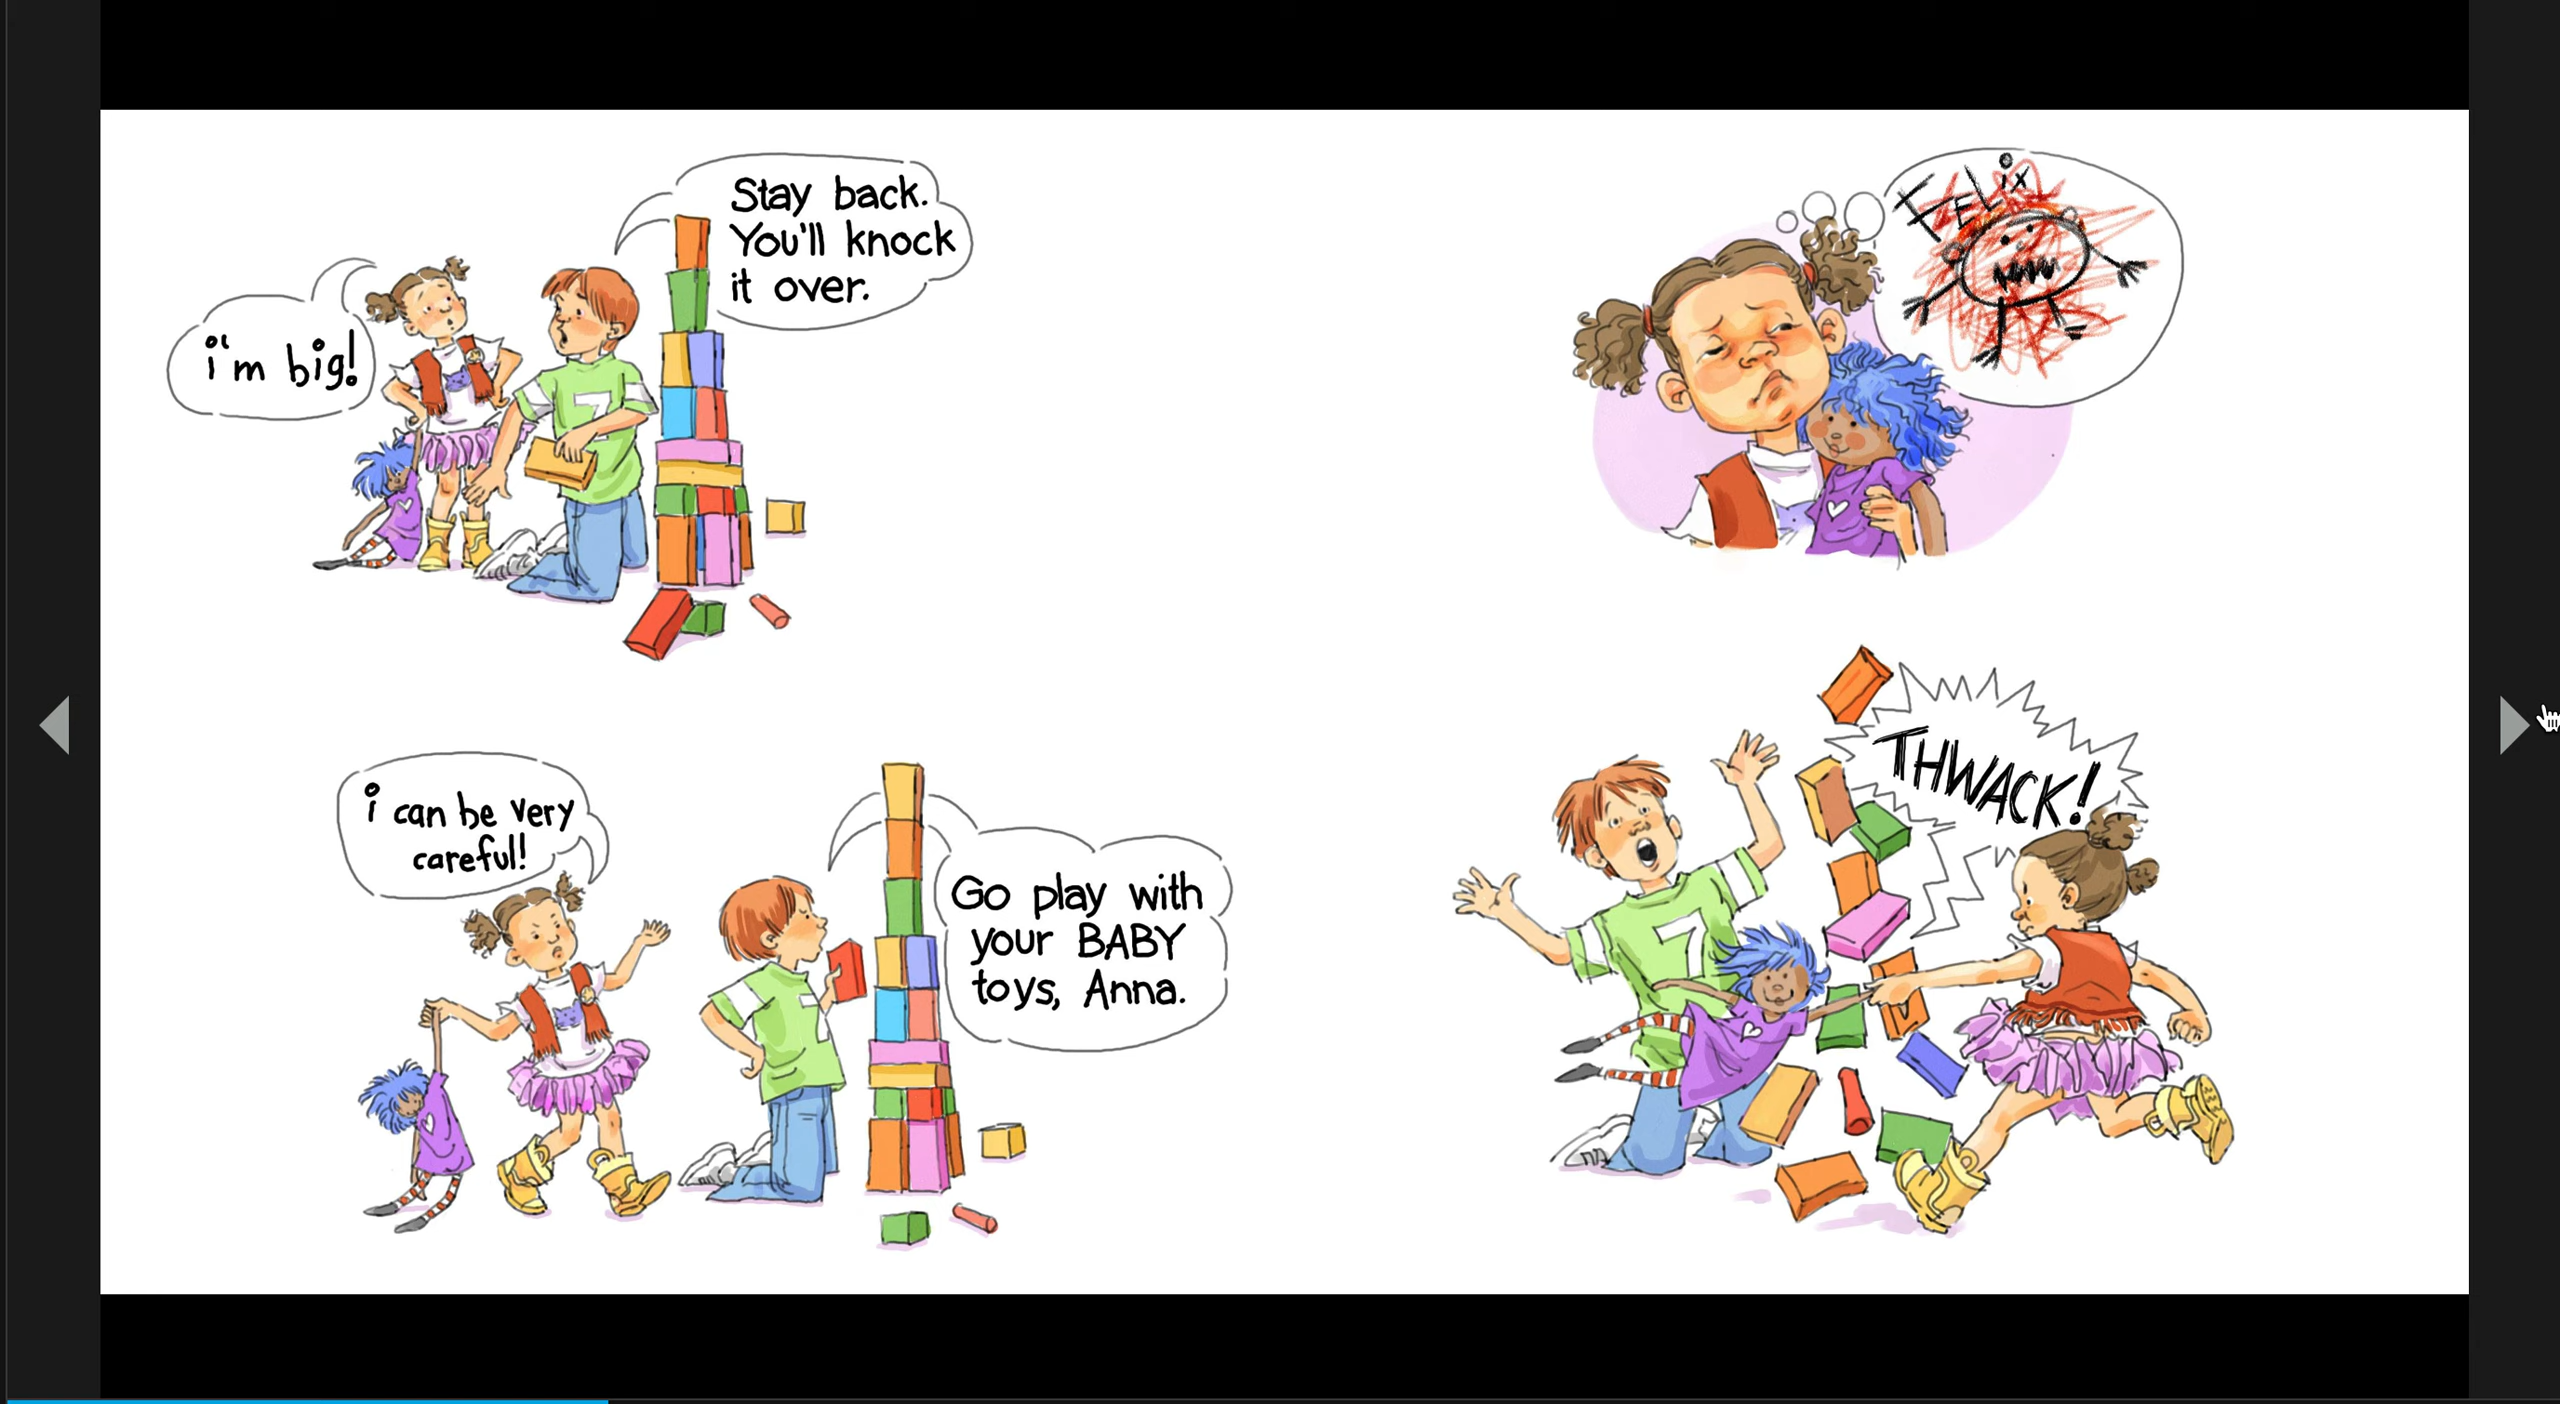 i'm big!
Stay back.
You'll knock
it over.
i can be very
careful!
Go play with
your BABY
toys, Anna.
FELiX
THWACK!
7